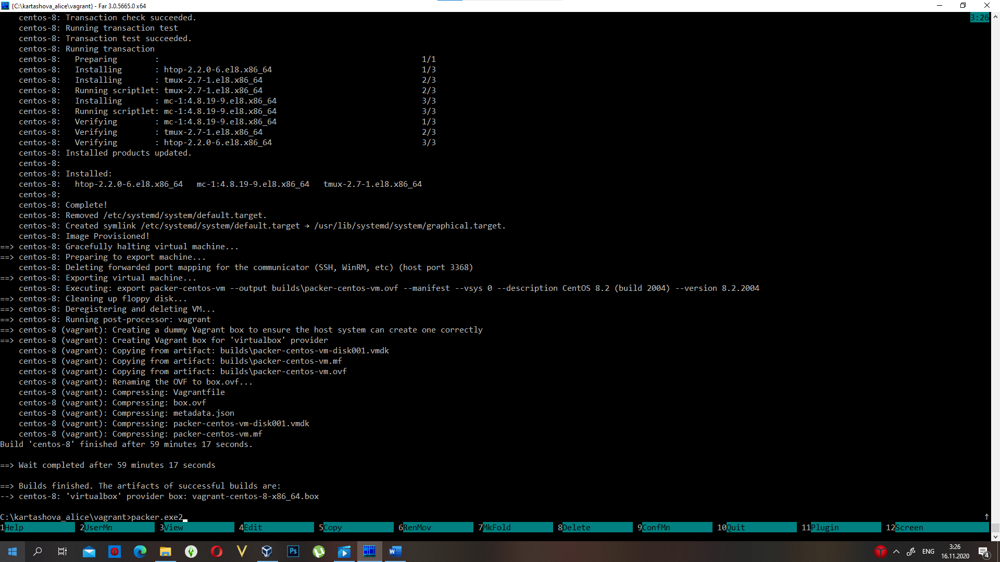 {C:\kartashova_alice\vagrant} - Far 3.0.5665.0 x64
centos-8: Transaction check succeeded.
3:26
centos-8: Running transaction test
centos-8: Transaction test succeeded.
centos-8: Running transaction
centos-8:   Preparing        :                                                        1/1
centos-8:   Installing       : htop-2.2.0-6.el8.x86_64                                1/3
centos-8:   Installing       : tmux-2.7-1.el8.x86_64                                  2/3
centos-8:   Running scriptlet: tmux-2.7-1.el8.x86_64                                  2/3
centos-8:   Installing       : mc-1:4.8.19-9.el8.x86_64                               3/3
centos-8:   Running scriptlet: mc-1:4.8.19-9.el8.x86_64                               3/3
centos-8:   Verifying        : mc-1:4.8.19-9.el8.x86_64                               1/3
centos-8:   Verifying        : tmux-2.7-1.el8.x86_64                                  2/3
centos-8:   Verifying        : htop-2.2.0-6.el8.x86_64                                3/3
centos-8: Installed products updated.
centos-8:
centos-8: Installed:
centos-8:   htop-2.2.0-6.el8.x86_64   mc-1:4.8.19-9.el8.x86_64   tmux-2.7-1.el8.x86_64
centos-8:
centos-8: Complete!
centos-8: Removed /etc/systemd/system/default.target.
centos-8: Created symlink /etc/systemd/system/default.target → /usr/lib/systemd/system/graphical.target.
centos-8: Image Provisioned!
==> centos-8: Gracefully halting virtual machine...
==> centos-8: Preparing to export machine...
centos-8: Deleting forwarded port mapping for the communicator (SSH, WinRM, etc) (host port 3368)
==> centos-8: Exporting virtual machine...
centos-8: Executing: export packer-centos-vm --output builds\packer-centos-vm.ovf --manifest --vsys 0 --description CentOS 8.2 (build 2004) --version 8.2.2004
==> centos-8: Cleaning up floppy disk...
==> centos-8: Deregistering and deleting VM...
==> centos-8: Running post-processor: vagrant
==> centos-8 (vagrant): Creating a dummy Vagrant box to ensure the host system can create one correctly
==> centos-8 (vagrant): Creating Vagrant box for 'virtualbox' provider
centos-8 (vagrant): Copying from artifact: builds\packer-centos-vm-disk001.vmdk
centos-8 (vagrant): Copying from artifact: builds\packer-centos-vm.mf
centos-8 (vagrant): Copying from artifact: builds\packer-centos-vm.ovf
centos-8 (vagrant): Renaming the OVF to box.ovf...
centos-8 (vagrant): Compressing: Vagrantfile
centos-8 (vagrant): Compressing: box.ovf
centos-8 (vagrant): Compressing: metadata.json
centos-8 (vagrant): Compressing: packer-centos-vm-disk001.vmdk
centos-8 (vagrant): Compressing: packer-centos-vm.mf
Build 'centos-8' finished after 59 minutes 17 seconds.
==> Wait completed after 59 minutes 17 seconds
==> Builds finished. The artifacts of successful builds are:
--> centos-8: 'virtualbox' provider box: vagrant-centos-8-x86_64.box
C:\kartashova_alice\vagrant>packer.exe2
1Help 2UserMn 3View 4Edit 5Copy 6RenMov 7MkFold 8Delete 9ConfMn 10Quit 11Plugin 12Screen
Ps W ENG 3:26
16.11.2020 4